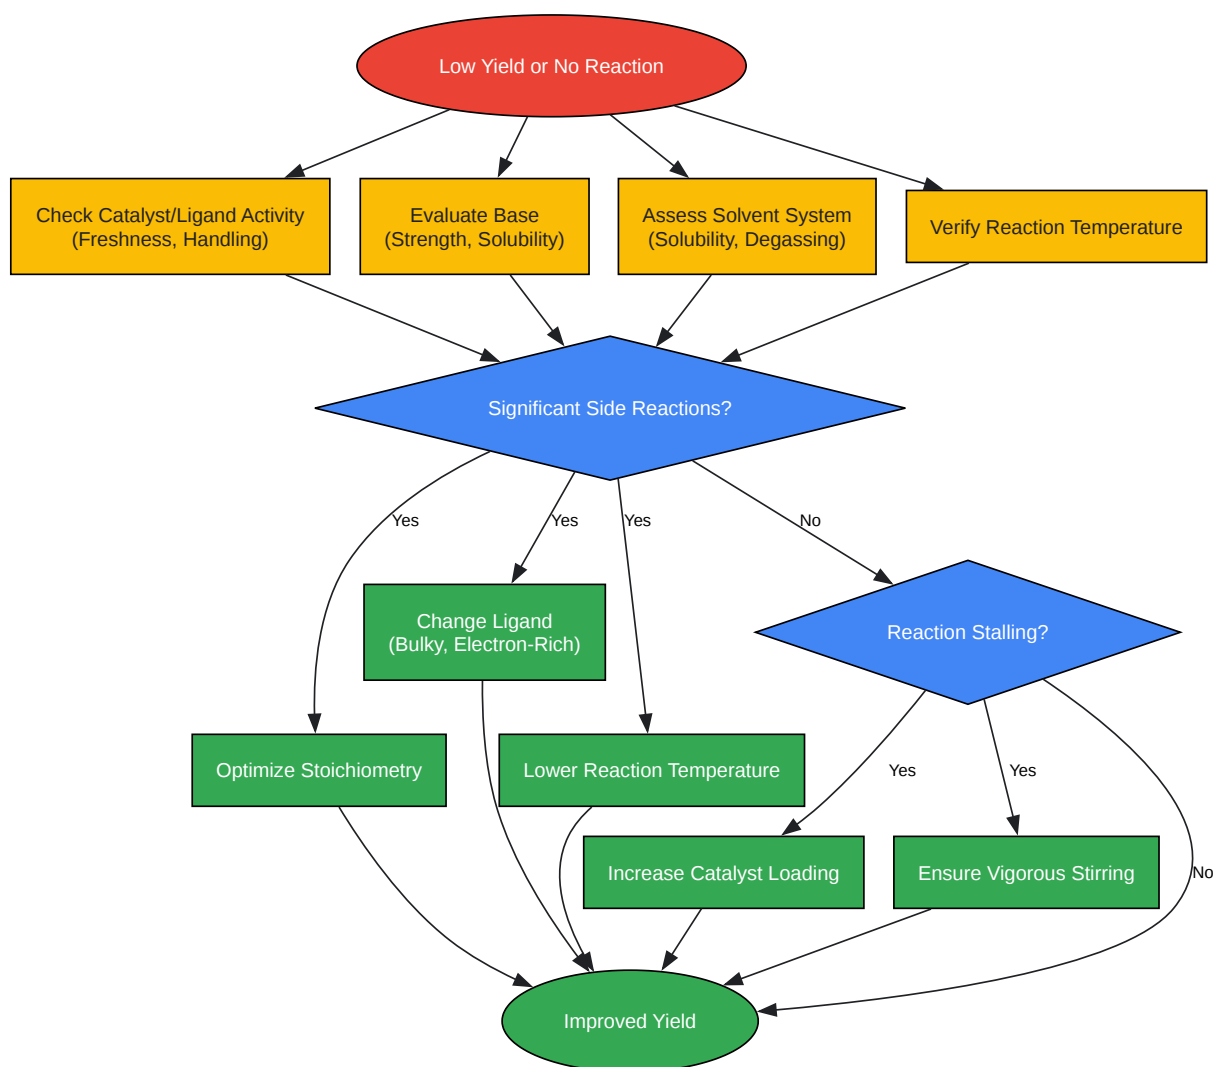 Low Yield or No Reaction
Check Catalyst/Ligand Activity
(Freshness, Handling)
Evaluate Base
(Strength, Solubility)
Assess Solvent System
(Solubility, Degassing)
Verify Reaction Temperature
Significant Side Reactions?
Yes
Yes
Yes
No
Change Ligand
(Bulky, Electron-Rich)
Reaction Stalling?
Optimize Stoichiometry
Lower Reaction Temperature
Yes
Yes
No
Increase Catalyst Loading
Ensure Vigorous Stirring
Improved Yield